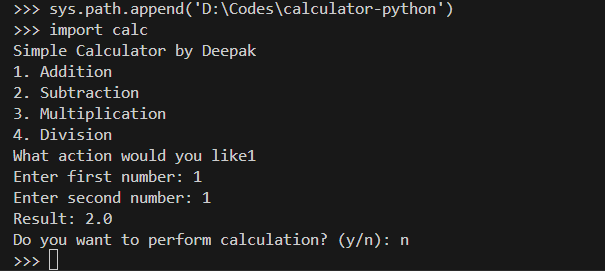 >>> sys.path.append('D:\Codes\calculator-python')
>>> import calc
Simple Calculator by Deepak
1. Addition
2. Subtraction
3. Multiplication
4. Division
What action would you like1
Enter first number: 1
Enter second number: 1
Result: 2.0
Do you want to perform calculation? (y/n): n
>>>